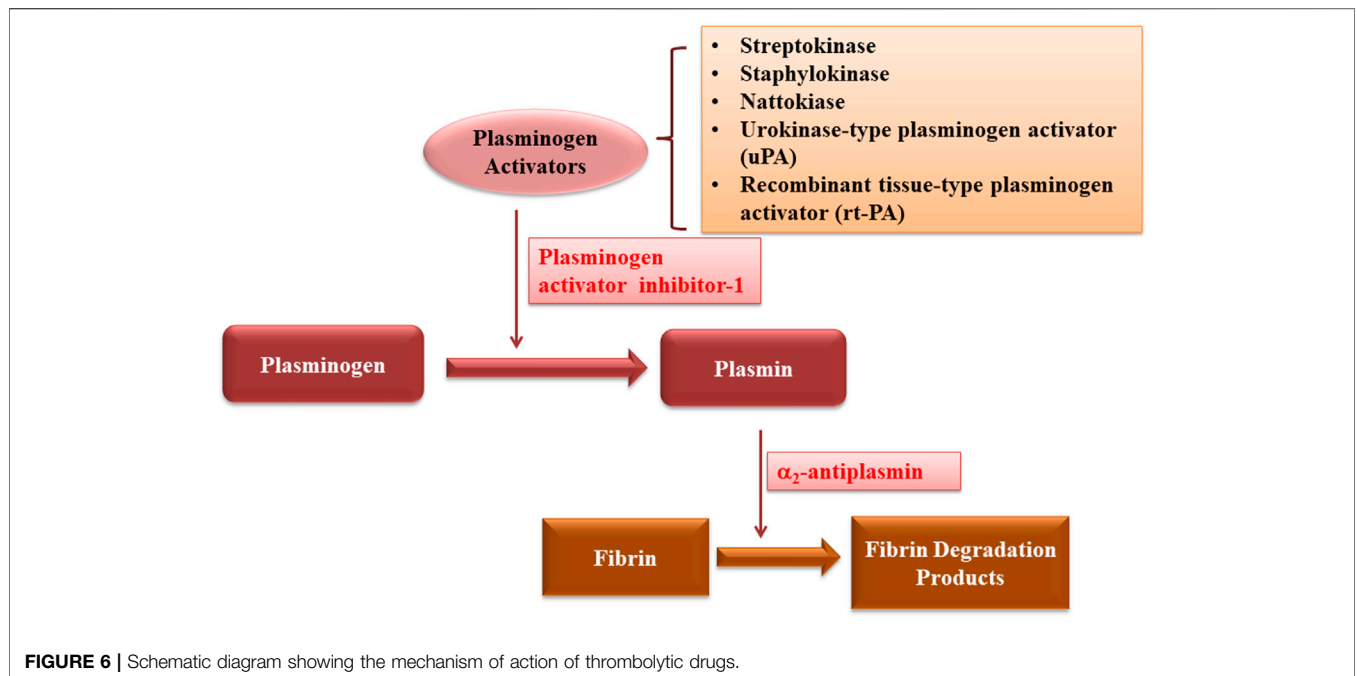 • Streptokinase
• Staphylokinase
• Nattokiase
• Urokinase-type plasminogen activator
(uPA)
• Recombinant tissue-type plasminogen
activator (rt-PA)
Plasminogen
Activators
Plasminogen
activator inhibitor-1
Plasminogen
Plasmin
α₂-antiplasmin
Fibrin
Fibrin Degradation
Products
FIGURE 6 | Schematic diagram showing the mechanism of action of thrombolytic drugs.